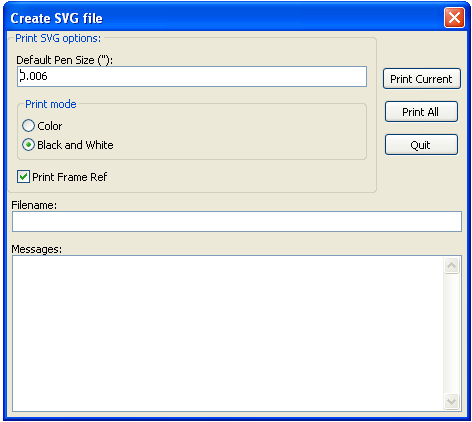 Create SVG file
Print SVG options:
Default Pen Size ("):
0.006
Print Current
Print mode
Color
Print All
Black and White
Quit
Print Frame Ref
Filename:
Messages: